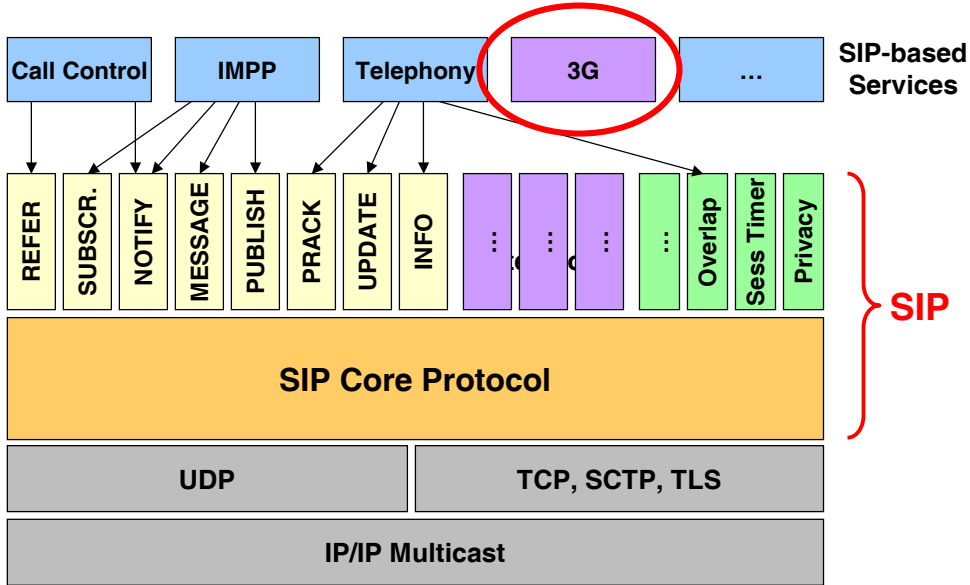 Call Control
IMPP
Telephony
3G
...
SIP-based
Services
REFER
SUBSCR.
NOTIFY
MESSAGE
PUBLISH
PRACK
UPDATE
INFO
...
...
...
...
Overlap
Sess Timer
Privacy
SIP
SIP Core Protocol
UDP
TCP, SCTP, TLS
IP/IP Multicast